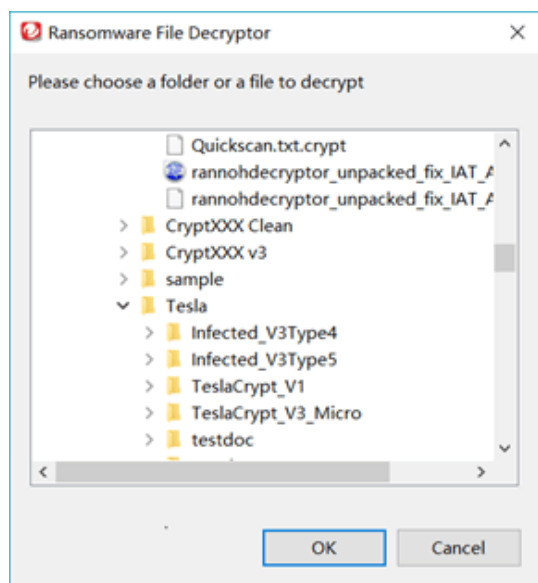 Ransomware File Decryptor
Please choose a folder or a file to decrypt
Quickscan.txt.crypt
rannohdecryptor_unpacked_fix_IAT_A
rannohdecryptor_unpacked_fix_IAT_A
CryptXXX Clean
CryptXXX v3
sample
Tesla
Infected_V3Type4
Infected_V3Type5
TeslaCrypt_V1
TeslaCrypt_V3_Micro
testdoc
OK
Cancel